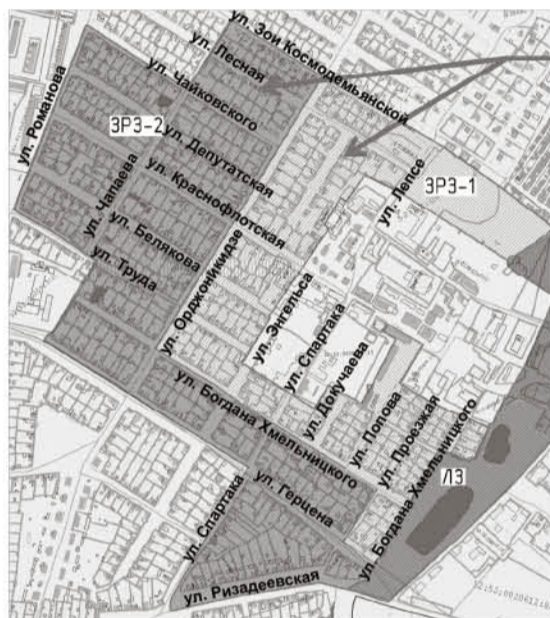 ул. Зои Космодемьянской
ул. Лесная
ул. Чайковского
ул. Романова
ЗРЗ-2
ул. Депутатская
ул. Лепсе
ЗРЗ-1
ул. Чапаева
ул. Краснофлотская
ул. Белякова
ул. Труда
ул. Орджоникидзе
ул. Энгельса
ул. Спартака
ул. Докучаева
ул. Попова
ул. Проезжая
ул. Богдана Хмельницкого
ул. Богдана Хмельницкого
ЛЗ
ул. Герцена
ул. Спартака
ул. Ризадеевская